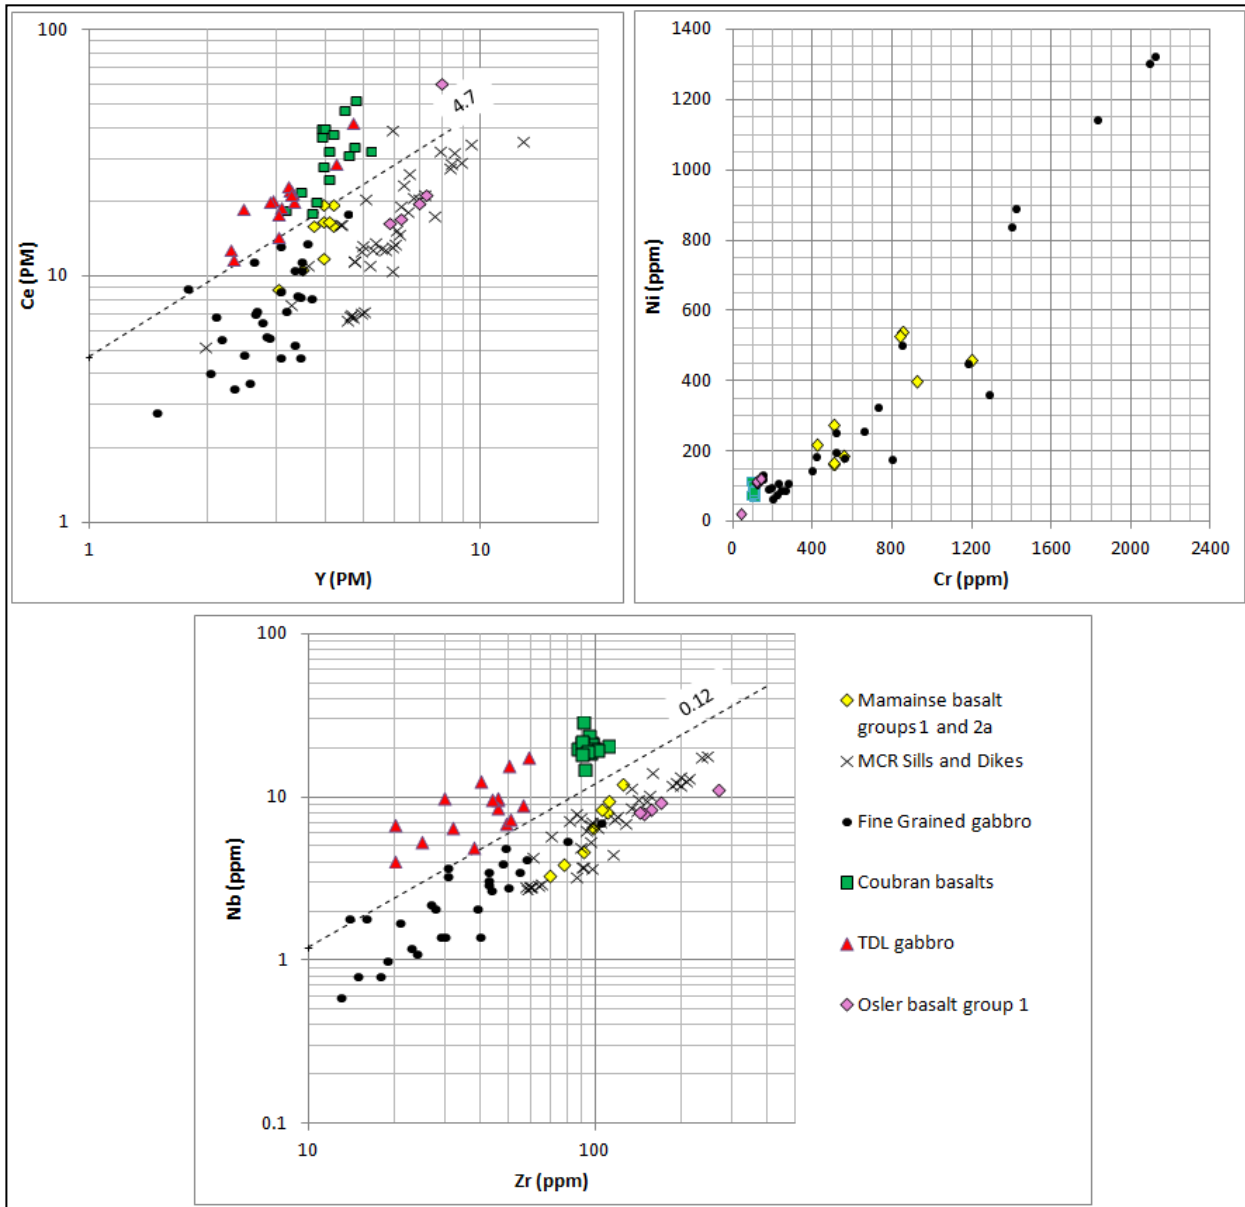 100
10
1
Ce (PM)
4.7
1
10
Y (PM)
1400
1200
1000
800
600
400
200
0
Ni (ppm)
0
400
800
1200
1600
2000
2400
Cr (ppm)
100
10
1
0.1
Nb (ppm)
0.12
10
100
Zr (ppm)
Mamainse basalt
groups1 and 2a
MCR Sills and Dikes
Fine Grained gabbro
Coubran basalts
TDL gabbro
Osler basalt group 1